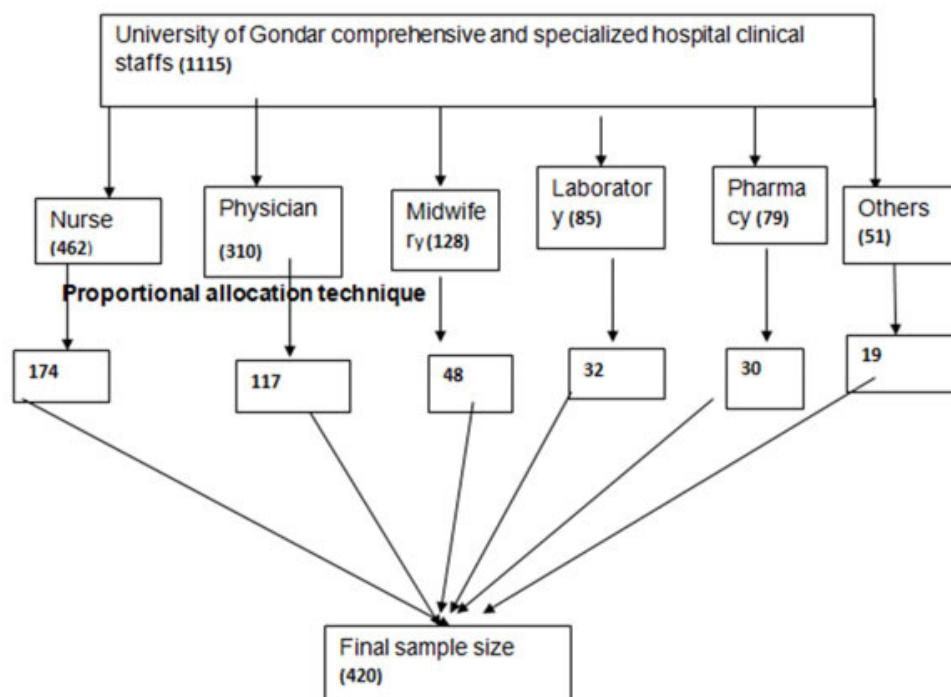 University of Gondar comprehensive and specialized hospital clinical
staffs (1115)
Nurse
(462)
Physician
(310)
Midwife
ry (128)
Laborator
y (85)
Pharma
cy (79)
Others
(51)
Proportional allocation technique
174
117
48
32
30
19
Final sample size
(420)